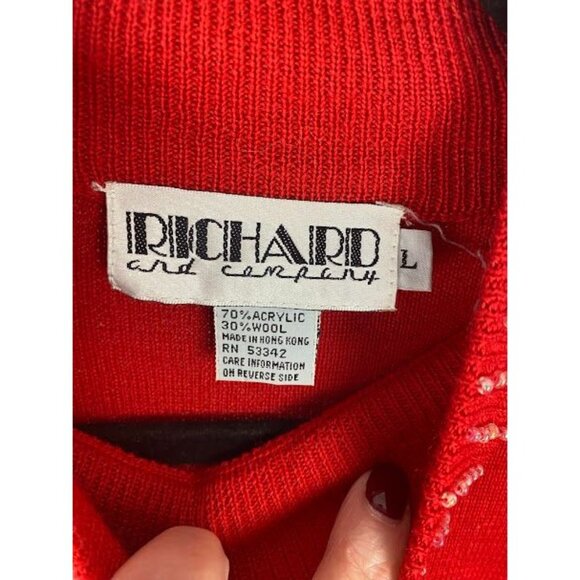 RICHARD
and company
L
70%ACRYLIC
30%WOOL
MADE IN HONG KONG
RN 53342
CARE INFORMATION
ON REVERSE SIDE